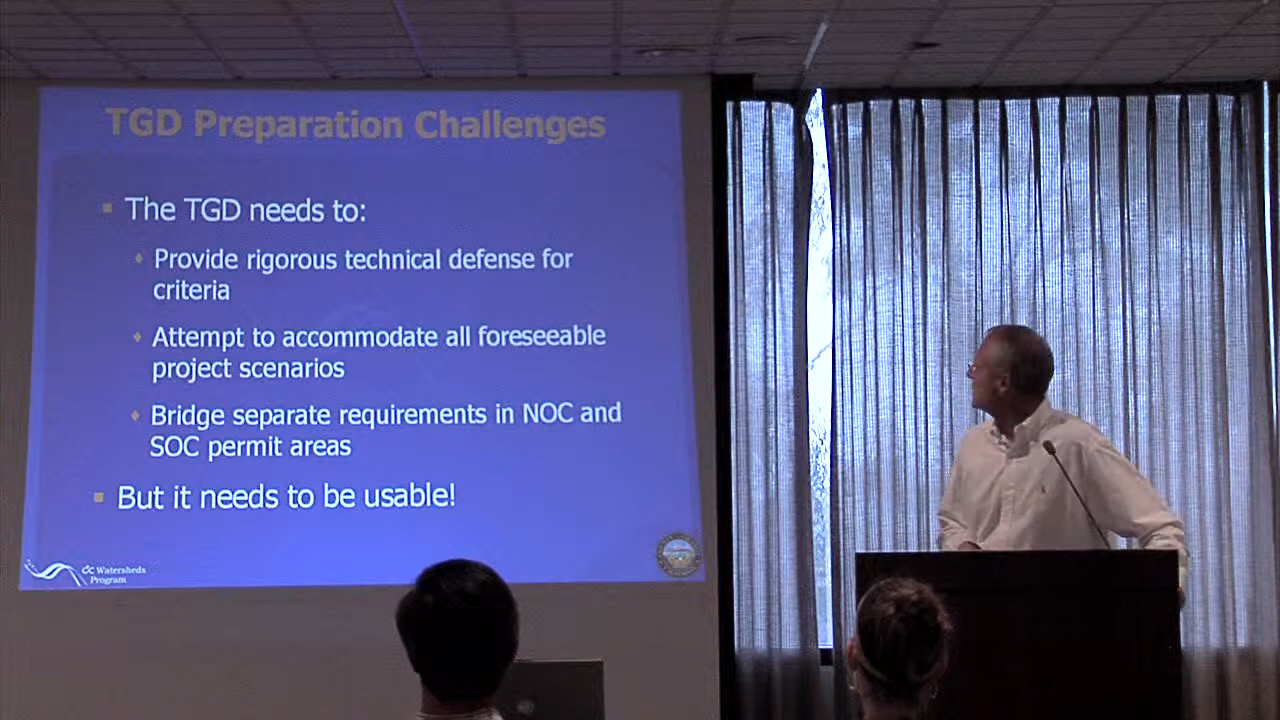 TGD Preparation Challenges
The TGD needs to:
Provide rigorous technical defense for
criteria
Attempt to accommodate all foreseeable
project scenarios
Bridge separate requirements in NOC and
SOC permit areas
But it needs to be usable!
OC Watersheds
Program